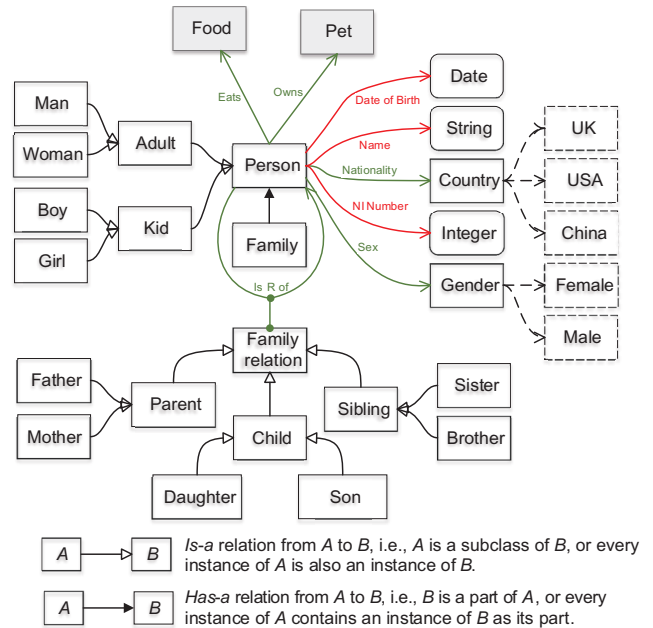 Food
Pet
Eats
Owns
Date of Birth
Date
Man
Woman
Adult
Name
String
UK
Person
Nationality
Country
USA
Boy
Girl
Kid
Family
NI Number
Integer
China
Sex
Gender
Female
Male
Is R of
Family
relation
Father
Mother
Parent
Child
Sibling
Sister
Brother
Daughter
Son
A B Is-a relation from A to B, i.e., A is a subclass of B, or every
instance of A is also an instance of B.
A B Has-a relation from A to B, i.e., B is a part of A, or every
instance of A contains an instance of B as its part.